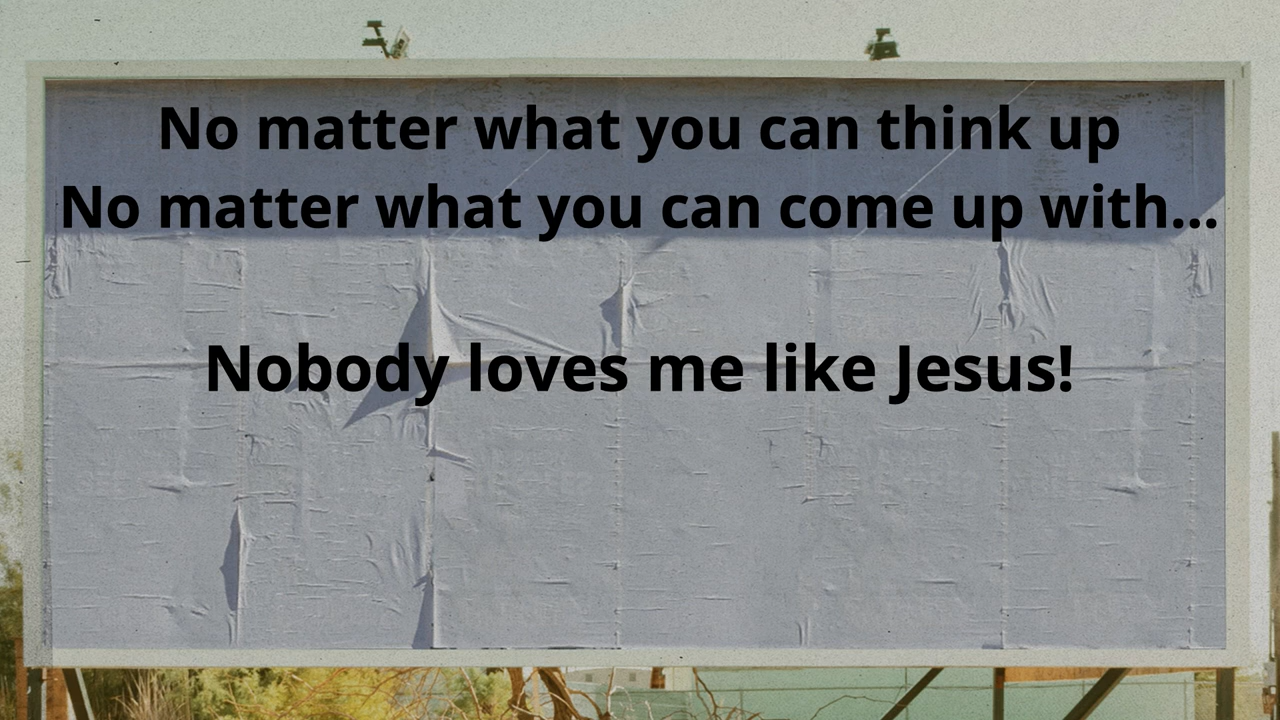 No matter what you can think up
No matter what you can come up with...
Nobody loves me like Jesus!